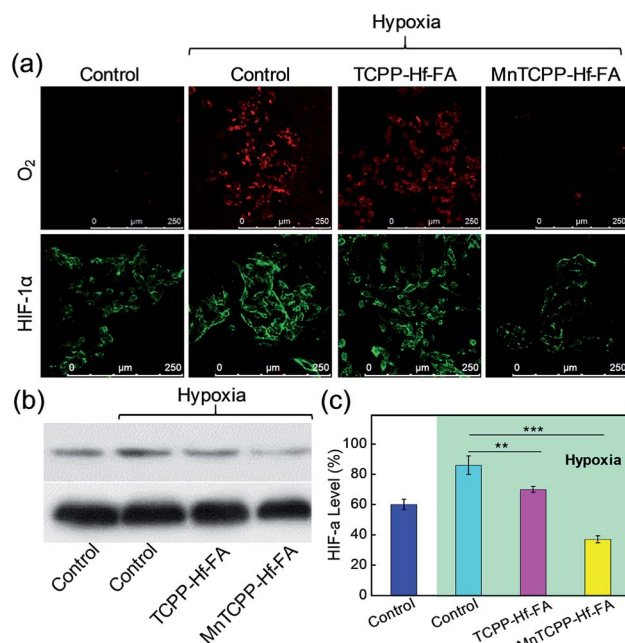 Hypoxia
(a)
Control
Control
TCPP-Hf-FA
MnTCPP-Hf-FA
O₂
0 µm 250
0 µm 250
0 µm 250
0 µm 250
HIF-1α
0 µm 250
0 µm 250
0 µm 250
0 µm 250
(b)
Hypoxia
Control
Control
TCPP-Hf-FA
MnTCPP-Hf-FA
(c)
HIF-a Level (%)
120
100
80
60
40
20
0
***
**
Hypoxia
Control
Control
TCPP-Hf-FA
MnTCPP-Hf-FA